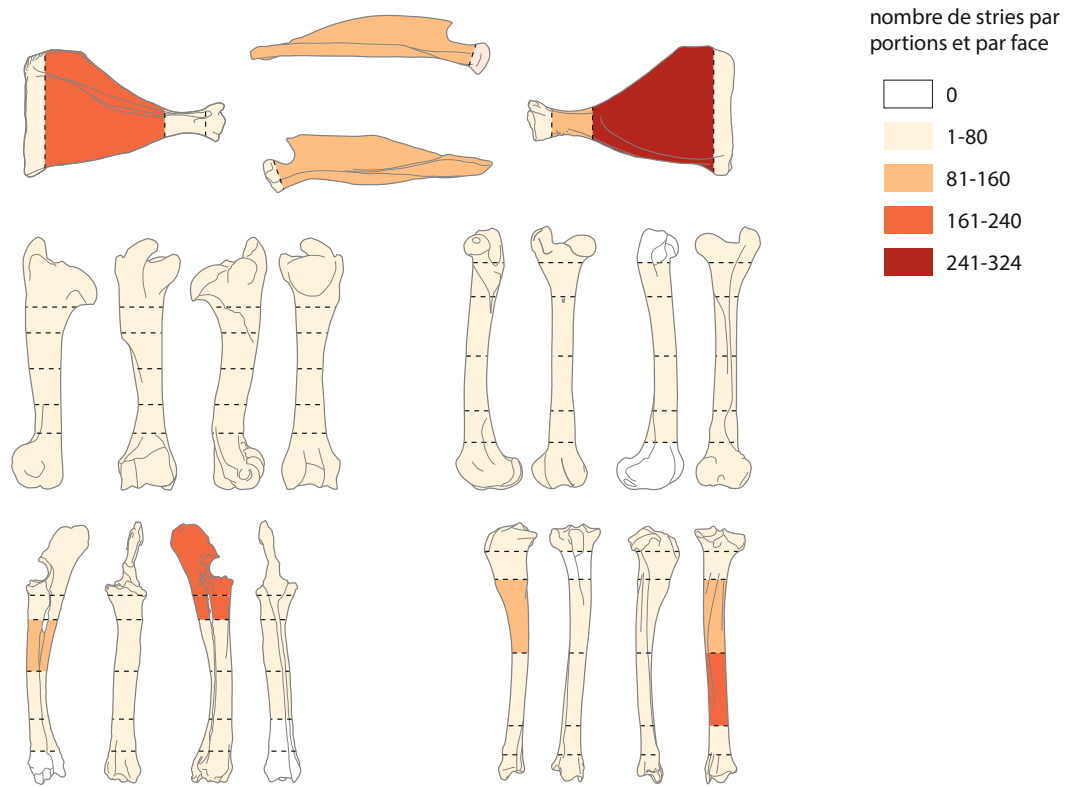 nombre de stries par
portions et par face
0
1-80
81-160
161-240
241-324